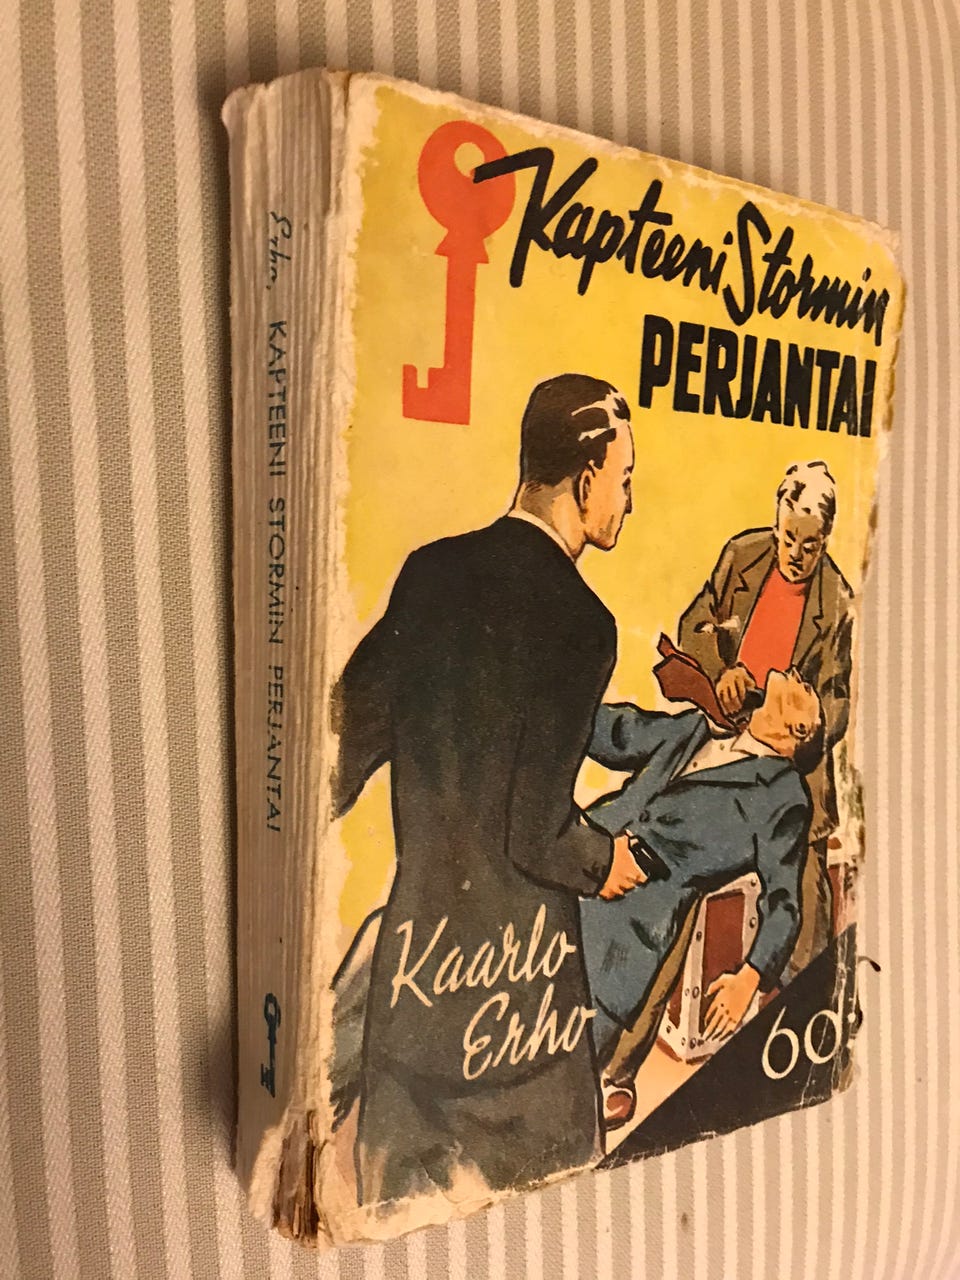 Kapteeni Stormin
PERJANTAI
Kaarlo
Erho
60:
Erho, KAPTEENI STORMIN PERJANTAI